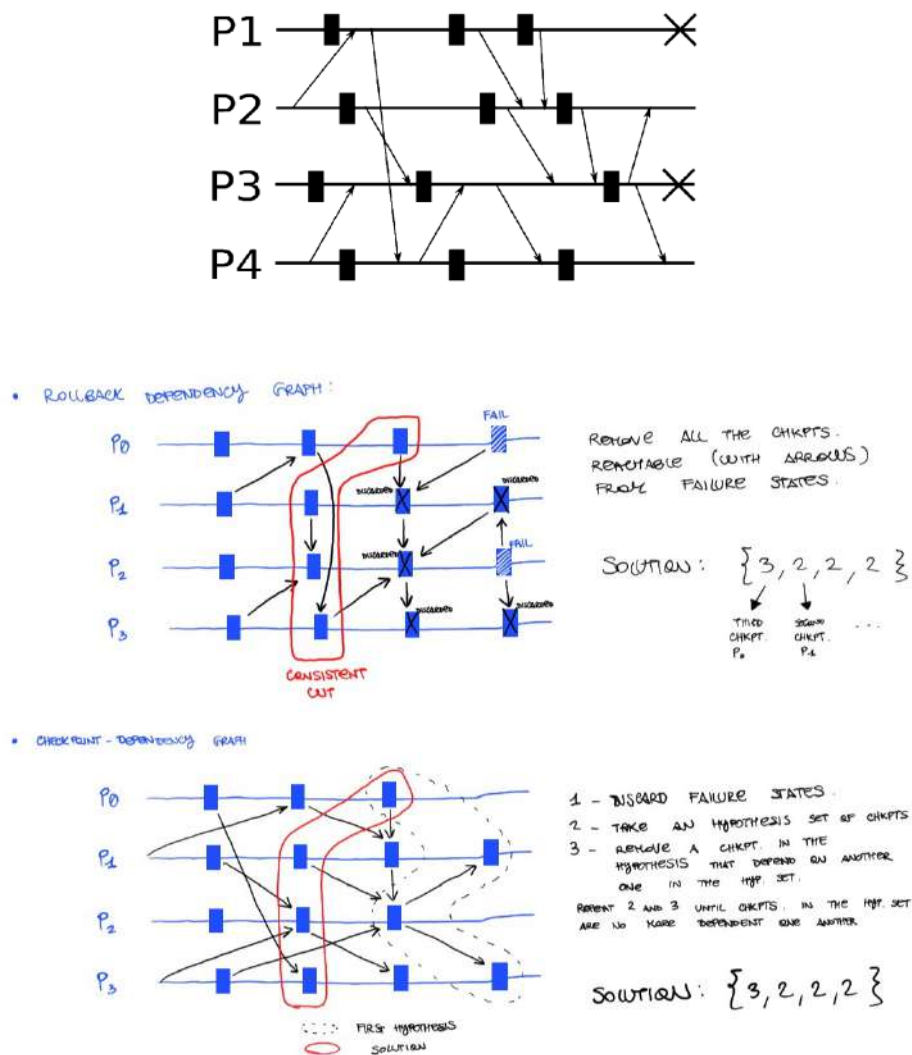 P1
P2
P3
P4
• ROLLBACK DEPENDENCY GRAPH:
FAIL
P0
DISCARDED
DISCARDED
P1
DISCARDED
FAIL
P2
DISCARDED
DISCARDED
P3
CONSISTENT
CUT
REMOVE ALL THE CHKPTS.
REACHABLE (WITH ARROWS)
FROM FAILURE STATES.
SOLUTION: {3, 2, 2, 2}
THIRD
CHKPT.
P0
SECOND
CHKPT.
P1
...
• CHECKPOINT-DEPENDENCY GRAPH
P0
P1
P2
P3
FIRST HYPOTHESIS
SOLUTION
1 - DISCARD FAILURE STATES.
2 - TAKE AN HYPOTHESIS SET OF CHKPTS
3 - REMOVE A CHKPT. IN THE
HYPOTHESIS THAT DEPEND ON ANOTHER
ONE IN THE HYP. SET.
REPEAT 2 AND 3 UNTIL CHKPTS. IN THE HYP. SET
ARE NO MORE DEPENDENT ONE ANOTHER
SOLUTION: {3, 2, 2, 2}